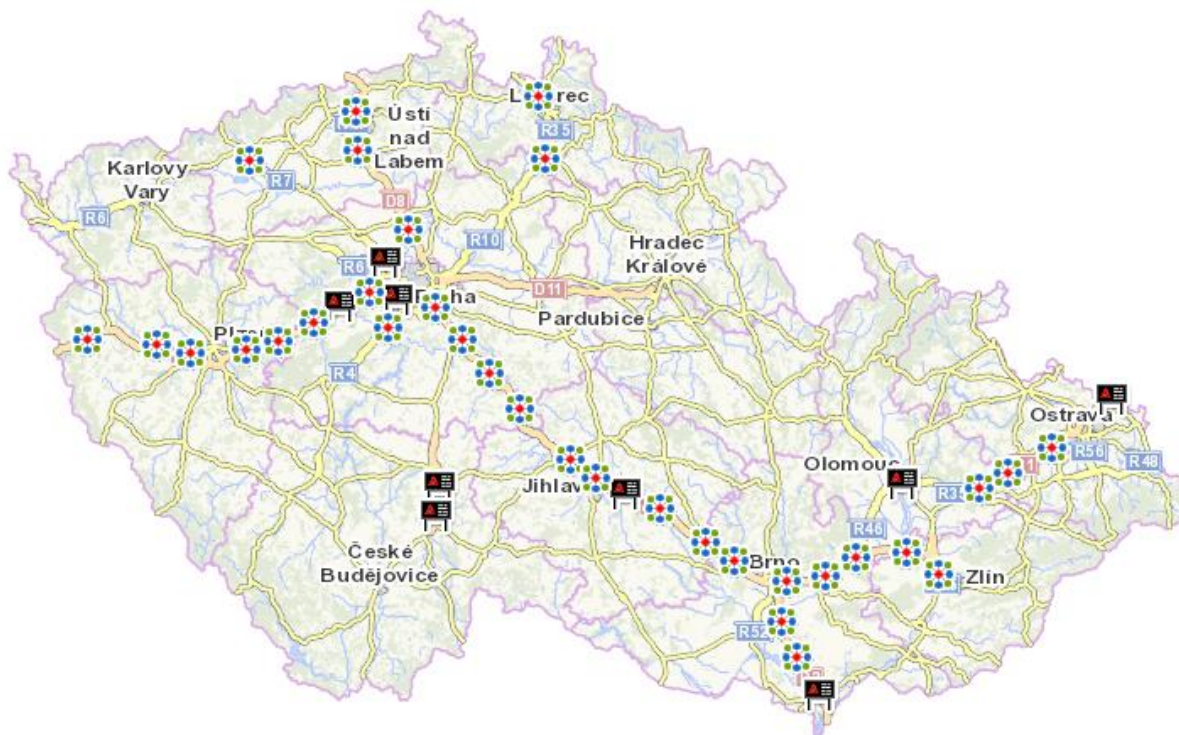 Ústí
nad
Labem
R35
Karlovy
Vary
R7
R6
D8
R10
Hradec
Králové
R6
D11
Pardubice
R4
Ostrava
R56
Olomouc
R48
Jihlav
R35
R46
České
Budějovice
Brno
Zlín
R52